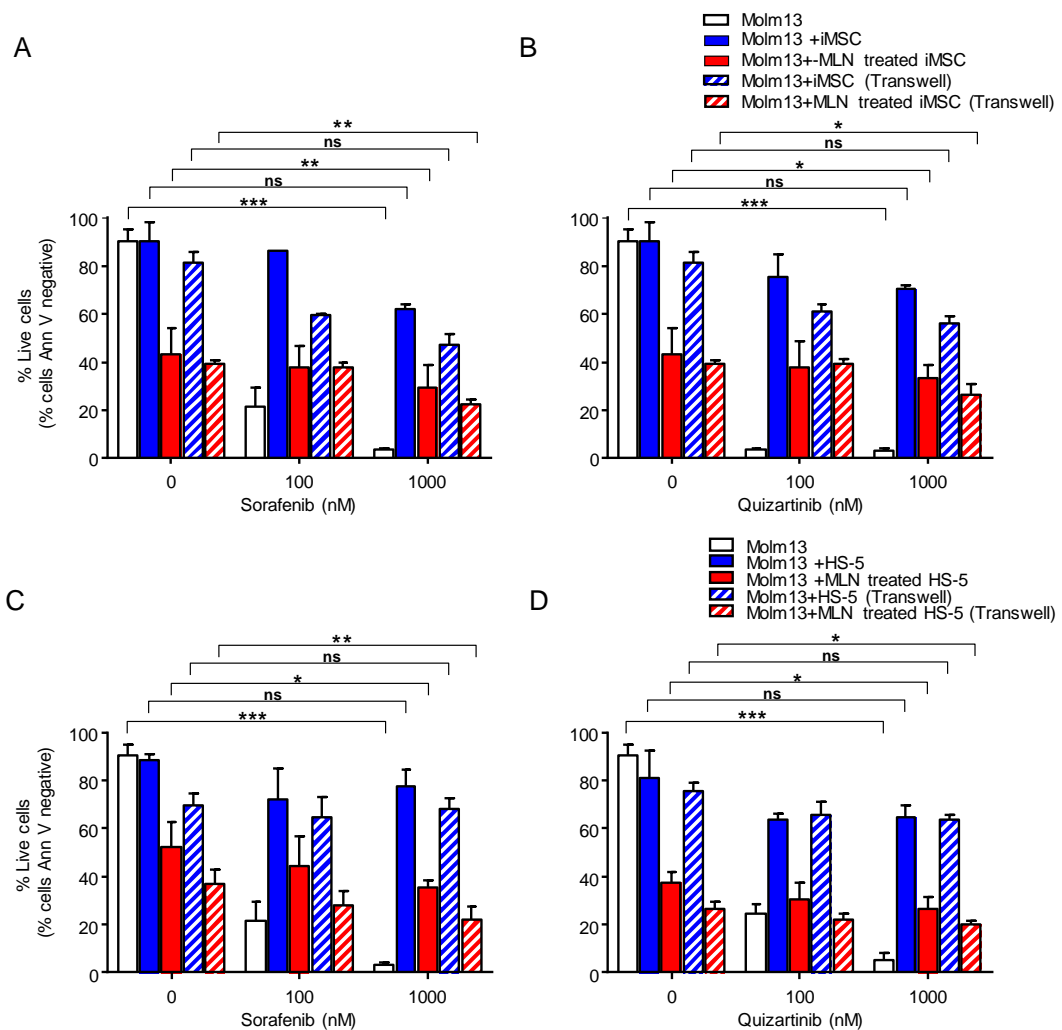 A
B
Molm13
Molm13 +iMSC
Molm13+-MLN treated iMSC
Molm13+iMSC (Transwell)
Molm13+MLN treated iMSC (Transwell)
**
ns
**
ns
***
*
ns
*
ns
***
% Live cells
(% cells Ann V negative)
100
80
60
40
20
0
0
100
1000
Sorafenib (nM)
100
80
60
40
20
0
0
100
1000
Quizartinib (nM)
C
D
Molm13
Molm13 +HS-5
Molm13 +MLN treated HS-5
Molm13+HS-5 (Transwell)
Molm13+MLN treated HS-5 (Transwell)
**
ns
*
ns
***
*
ns
*
ns
***
% Live cells
(% cells Ann V negative)
100
80
60
40
20
0
0
100
1000
Sorafenib (nM)
100
80
60
40
20
0
0
100
1000
Quizartinib (nM)